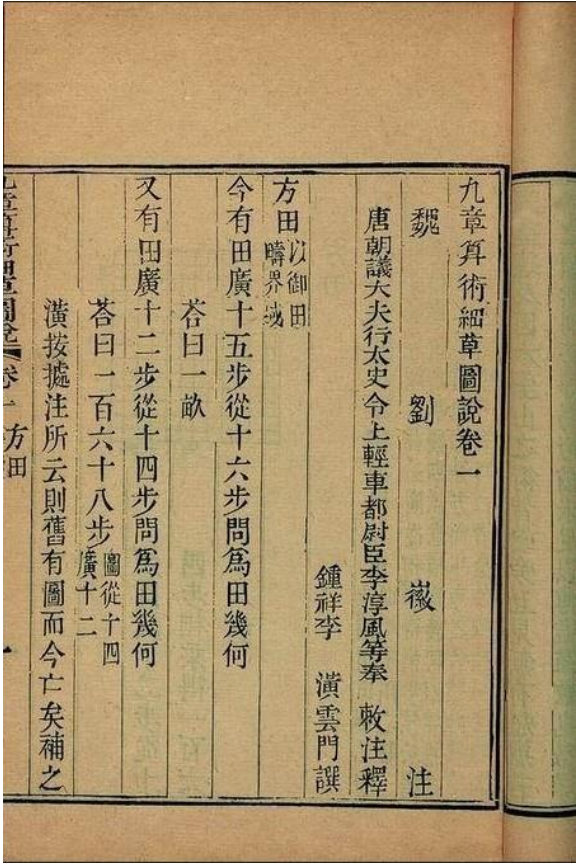 九章算術細草圖說卷一
魏 劉 徽 注
唐朝議大夫行太史令上輕車都尉臣李淳風等奉 敕注釋
鍾祥李 潢雲門譔
方田以御田疇界域
今有田廣十五步從十六步問爲田幾何
荅曰一畝
又有田廣十二步從十四步問爲田幾何
荅曰一百六十八步圖從十四廣十二
潢按據注所云則舊有圖而今亡矣補之
九章算術細草圖說 卷一 方田 一